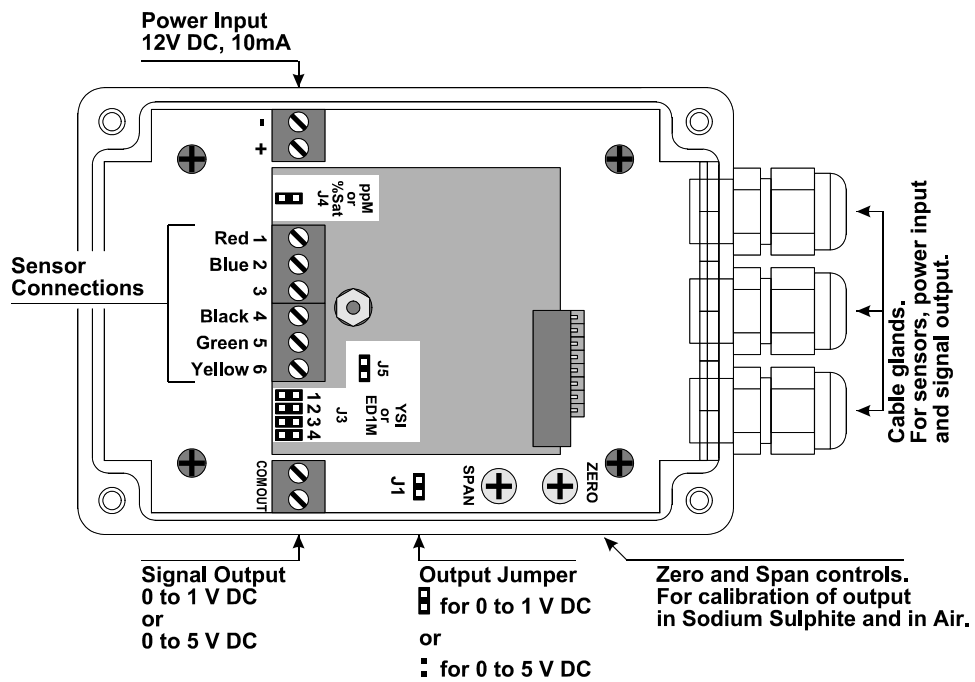 Power Input
12V DC, 10mA
-
+
ppM
or
%Sat
J4
Sensor
Connections
Red 1
Blue 2
3
Black 4
Green 5
Yellow 6
J5
1
2
3
4
YSI
or
ED1M
J3
COM
OUT
J1
SPAN
ZERO
Cable glands.
For sensors, power input
and signal output.
Signal Output
0 to 1 V DC
or
0 to 5 V DC
Output Jumper
for 0 to 1 V DC
or
for 0 to 5 V DC
Zero and Span controls.
For calibration of output
in Sodium Sulphite and in Air.